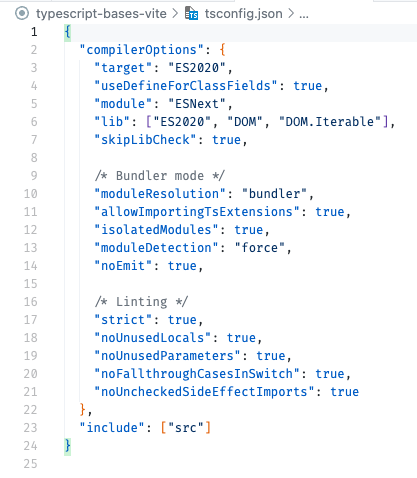 typescript-bases-vite > tsconfig.json > ...
1 {
2 "compilerOptions": {
3 "target": "ES2020",
4 "useDefineForClassFields": true,
5 "module": "ESNext",
6 "lib": ["ES2020", "DOM", "DOM.Iterable"],
7 "skipLibCheck": true,
8
9 /* Bundler mode */
10 "moduleResolution": "bundler",
11 "allowImportingTsExtensions": true,
12 "isolatedModules": true,
13 "moduleDetection": "force",
14 "noEmit": true,
15
16 /* Linting */
17 "strict": true,
18 "noUnusedLocals": true,
19 "noUnusedParameters": true,
20 "noFallthroughCasesInSwitch": true,
21 "noUncheckedSideEffectImports": true
22 },
23 "include": ["src"]
24 }
25